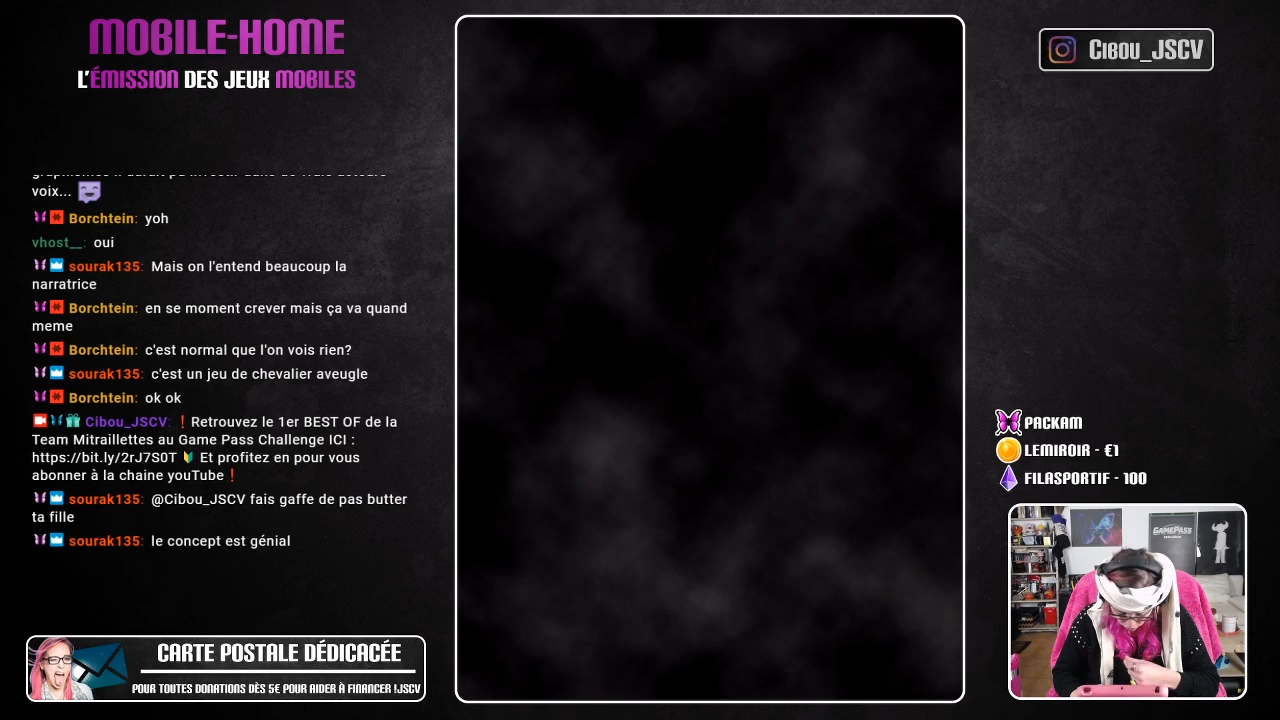 MOBILE-HOME
L'ÉMISSION DES JEUX MOBILES
Cibou_JSCV
voix...
Borchtein: yoh
vhost__: oui
sourak135: Mais on l'entend beaucoup la
narratrice
Borchtein: en se moment crever mais ça va quand
meme
Borchtein: c'est normal que l'on vois rien?
sourak135: c'est un jeu de chevalier aveugle
Borchtein: ok ok
Cibou_JSCV: ❗Retrouvez le 1er BEST OF de la
Team Mitraillettes au Game Pass Challenge ICI :
https://bit.ly/2rJ7S0T 🔰 Et profitez en pour vous
abonner à la chaine youTube❗
sourak135: @Cibou_JSCV fais gaffe de pas butter
ta fille
sourak135: le concept est génial
PACKAM
LEMIROIR - €1
FILASPORTIF - 100
GAMEPASS
CARTE POSTALE DÉDICACÉE
POUR TOUTES DONATIONS DÈS 5€ POUR AIDER À FINANCER !JSCV